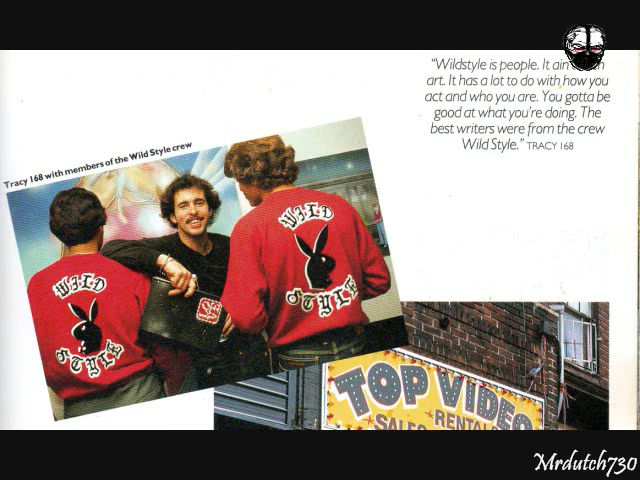 "Wildstyle is people. It ain't
art. It has a lot to do with how you
act and who you are. You gotta be
good at what you're doing. The
best writers were from the crew
Wild Style." TRACY 168
Tracy 168 with members of the Wild Style crew
WILD
STYLE
WILD
STYLE
TOP VIDEO
SALES
RENTALS
Mrdutch730